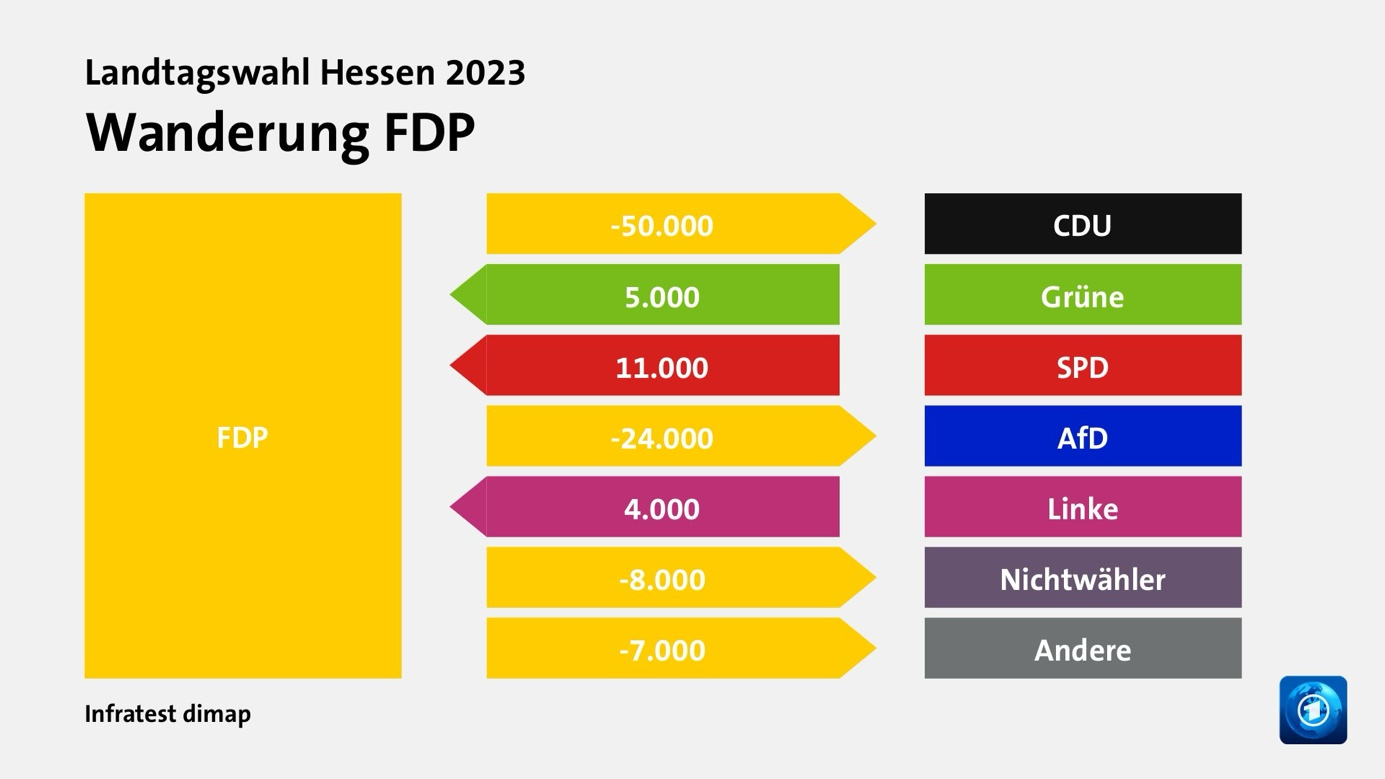 Landtagswahl Hessen 2023
Wanderung FDP
FDP
-50.000 CDU
5.000 Grüne
11.000 SPD
-24.000 AfD
4.000 Linke
-8.000 Nichtwähler
-7.000 Andere
Infratest dimap
1